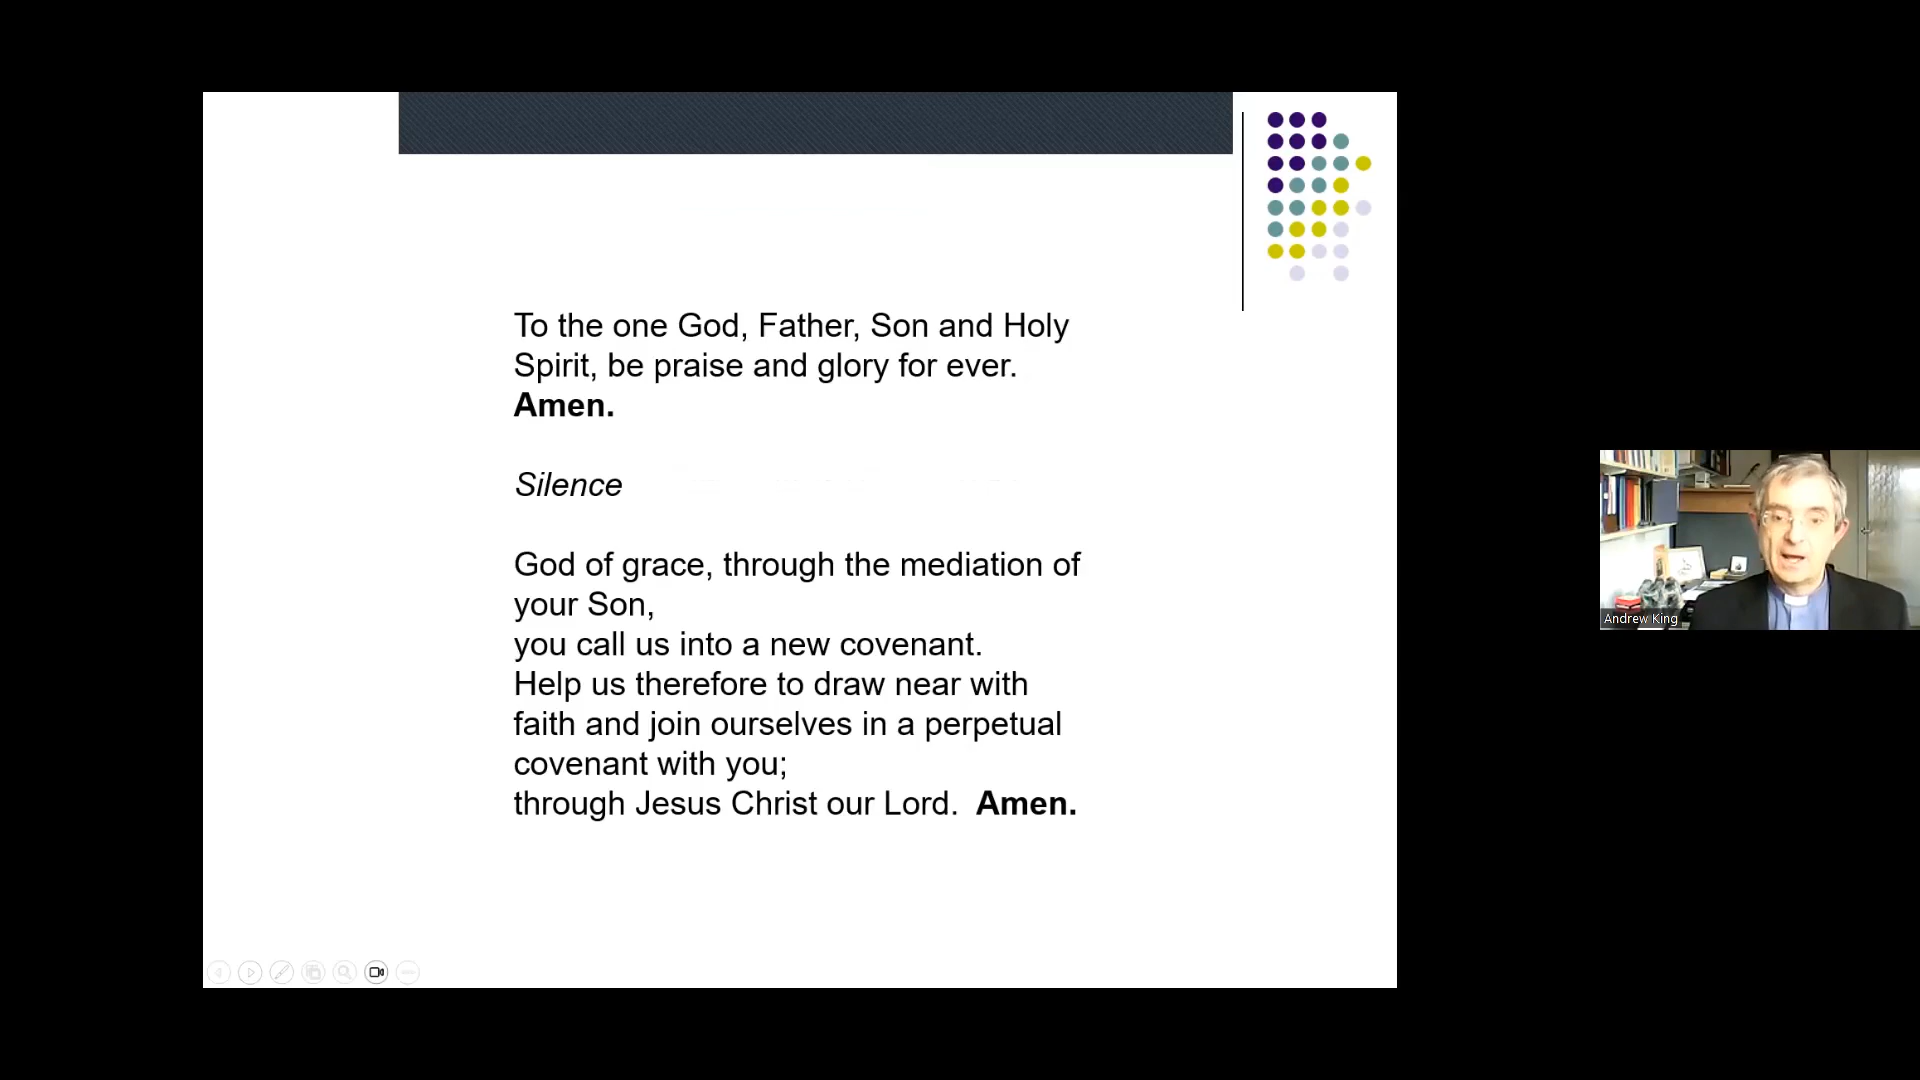 To the one God, Father, Son and Holy
Spirit, be praise and glory for ever.
Amen.
Silence
God of grace, through the mediation of
your Son,
you call us into a new covenant.
Help us therefore to draw near with
faith and join ourselves in a perpetual
covenant with you;
through Jesus Christ our Lord.  Amen.
Andrew King